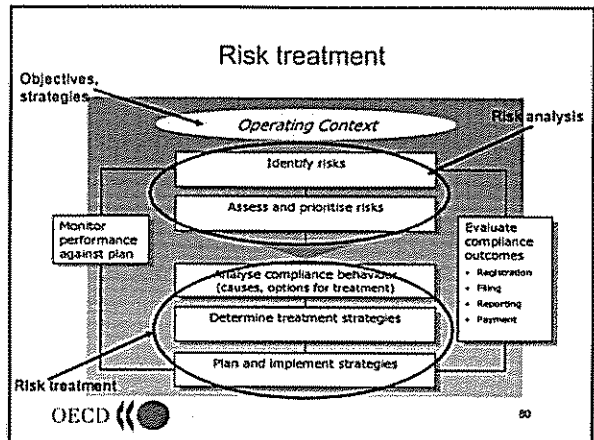 Risk treatment
Objectives,
strategies
Operating Context
Risk analysis
Identify risks
Assess and prioritise risks
Monitor
performance
against plan
Evaluate
compliance
outcomes
• Registration
• Filing
• Reporting
• Payment
Analyse compliance behaviour
(causes, options for treatment)
Determine treatment strategies
Plan and implement strategies
Risk treatment
OECD
80